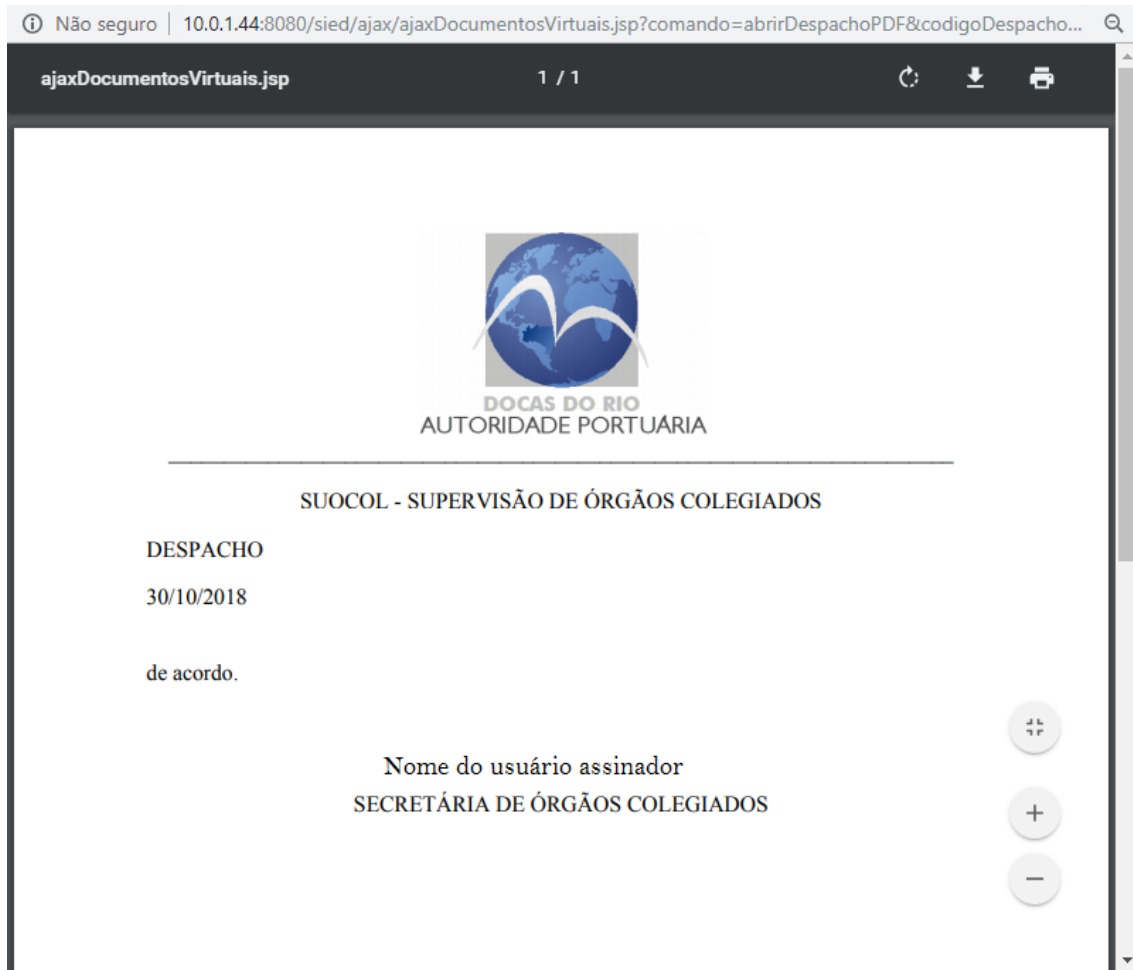 Não seguro | 10.0.1.44:8080/sied/ajax/ajaxDocumentosVirtuais.jsp?comando=abrirDespachoPDF&codigoDespacho...
ajaxDocumentosVirtuais.jsp 1 / 1
DOCAS DO RIO
AUTORIDADE PORTUÁRIA
SUOCOL - SUPERVISÃO DE ÓRGÃOS COLEGIADOS
DESPACHO
30/10/2018
de acordo.
Nome do usuário assinador
SECRETÁRIA DE ÓRGÃOS COLEGIADOS